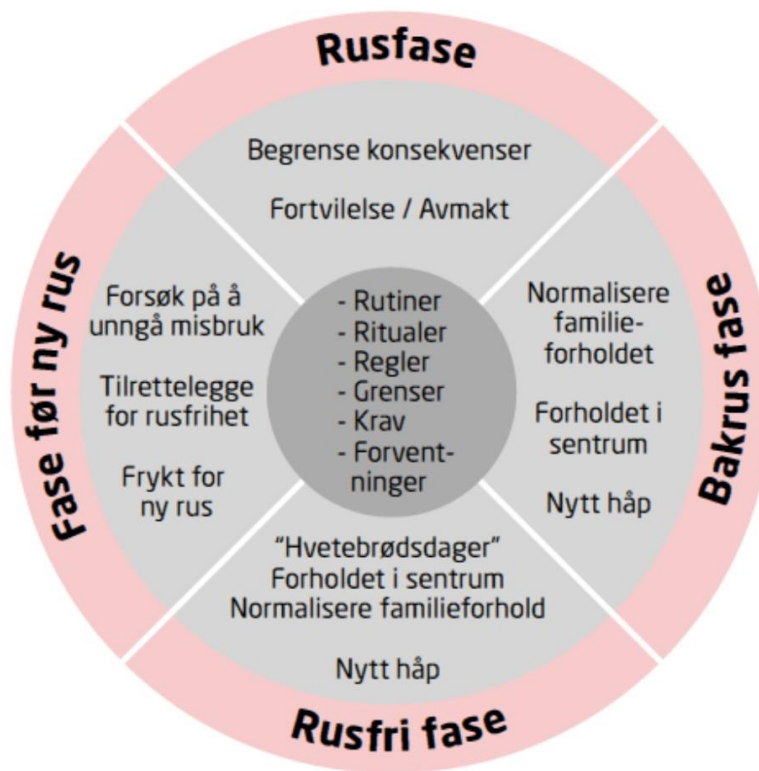 Rusfase
Begrense konsekvenser
Fortvilelse / Avmakt
Bakrus fase
Normalisere
familie-
forholdet
Forholdet i
sentrum
Nytt håp
Rusfri fase
"Hvetebrødsdager"
Forholdet i sentrum
Normalisere familieforhold
Nytt håp
Fase før ny rus
Forsøk på å
unngå misbruk
Tilrettelegge
for rusfrihet
Frykt for
ny rus
- Rutiner
- Ritualer
- Regler
- Grenser
- Krav
- Forvent-
ninger